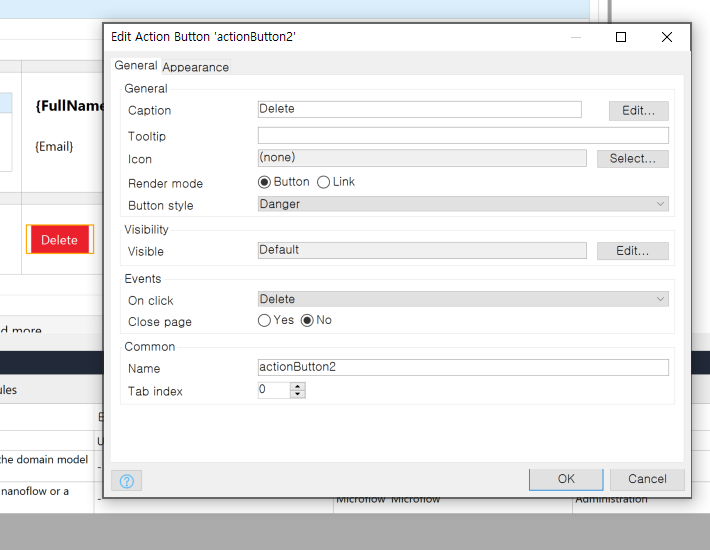 Edit Action Button 'actionButton2'
General Appearance
General
Caption Delete Edit...
Tooltip
Icon (none) Select...
Render mode Button Link
Button style Danger
Visibility
Visible Default Edit...
Events
On click Delete
Close page Yes No
Common
Name actionButton2
Tab index 0
OK Cancel
{FullName
{Email}
Delete
d more
ules
the domain model
nanoflow or a
-
-
Microflow Microflow
Administration